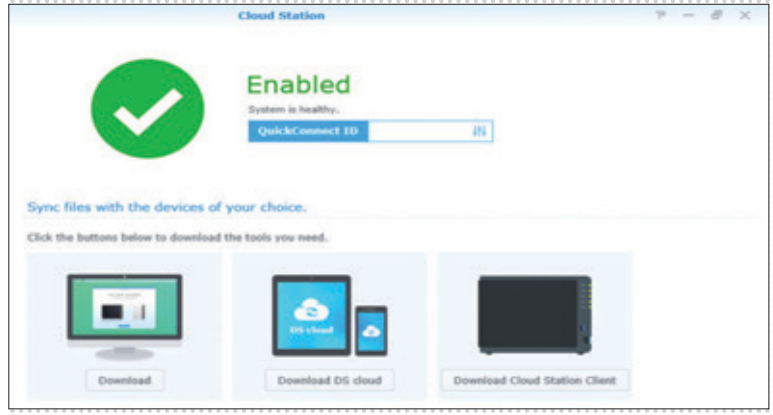 Cloud Station
Enabled
System is healthy.
QuickConnect ID
Sync files with the devices of your choice.
Click the buttons below to download the tools you need.
DS cloud
Download
Download DS cloud
Download Cloud Station Client